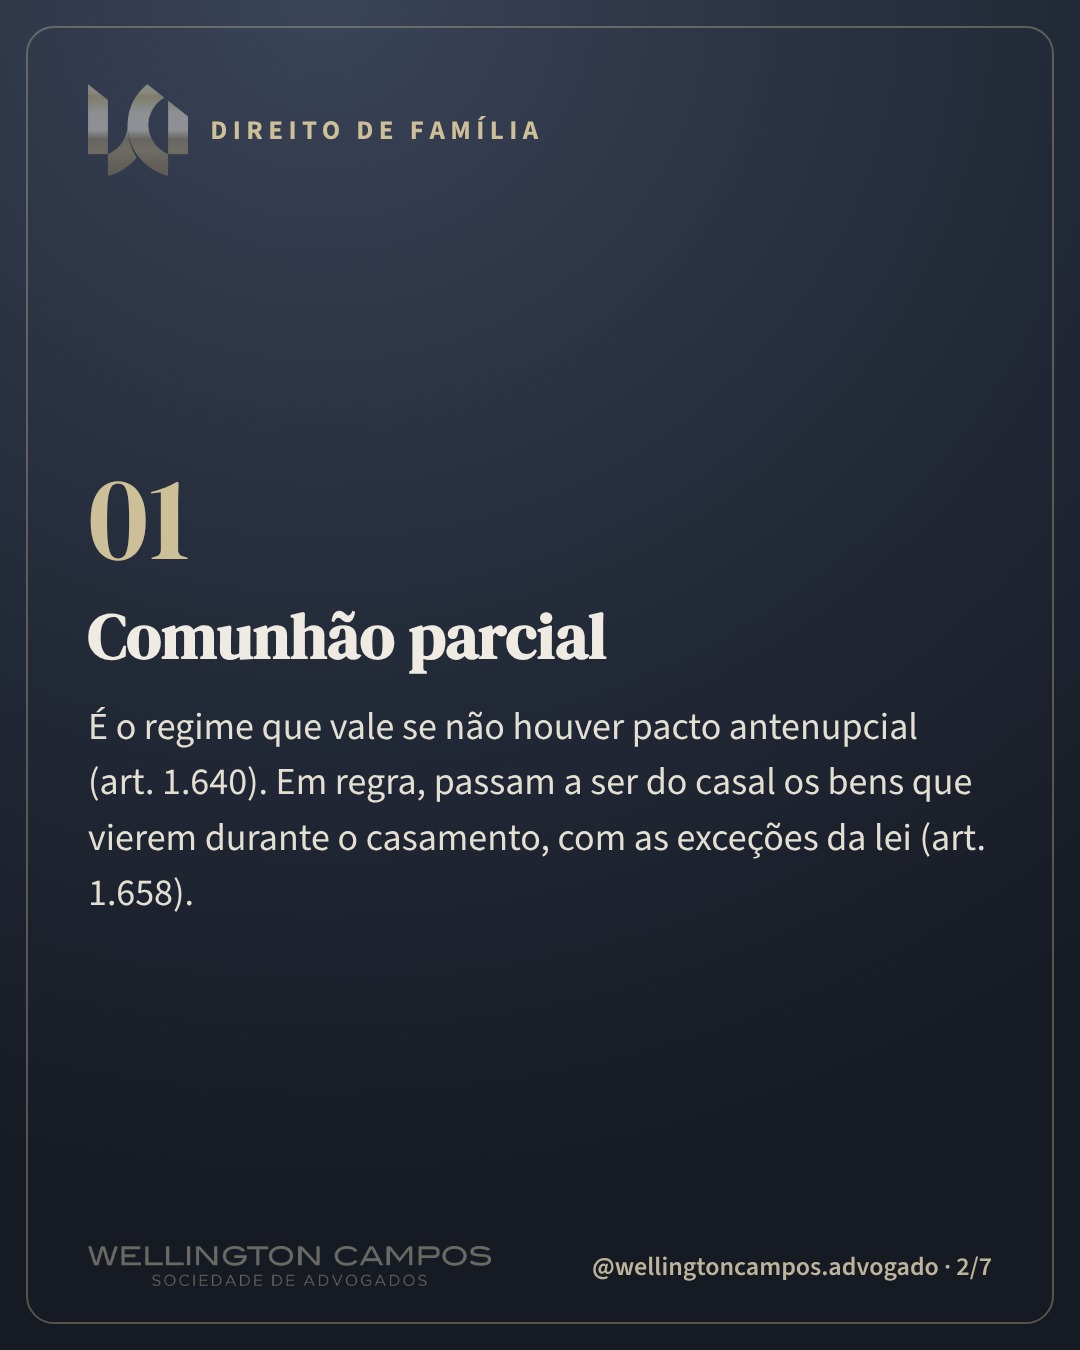 DIREITO DE FAMÍLIA
01
Comunhão parcial
É o regime que vale se não houver pacto antenupcial
(art. 1.640). Em regra, passam a ser do casal os bens que
vierem durante o casamento, com as exceções da lei (art.
1.658).
WELLINGTON CAMPOS
SOCIEDADE DE ADVOGADOS
@wellingtoncampos.advogado · 2/7